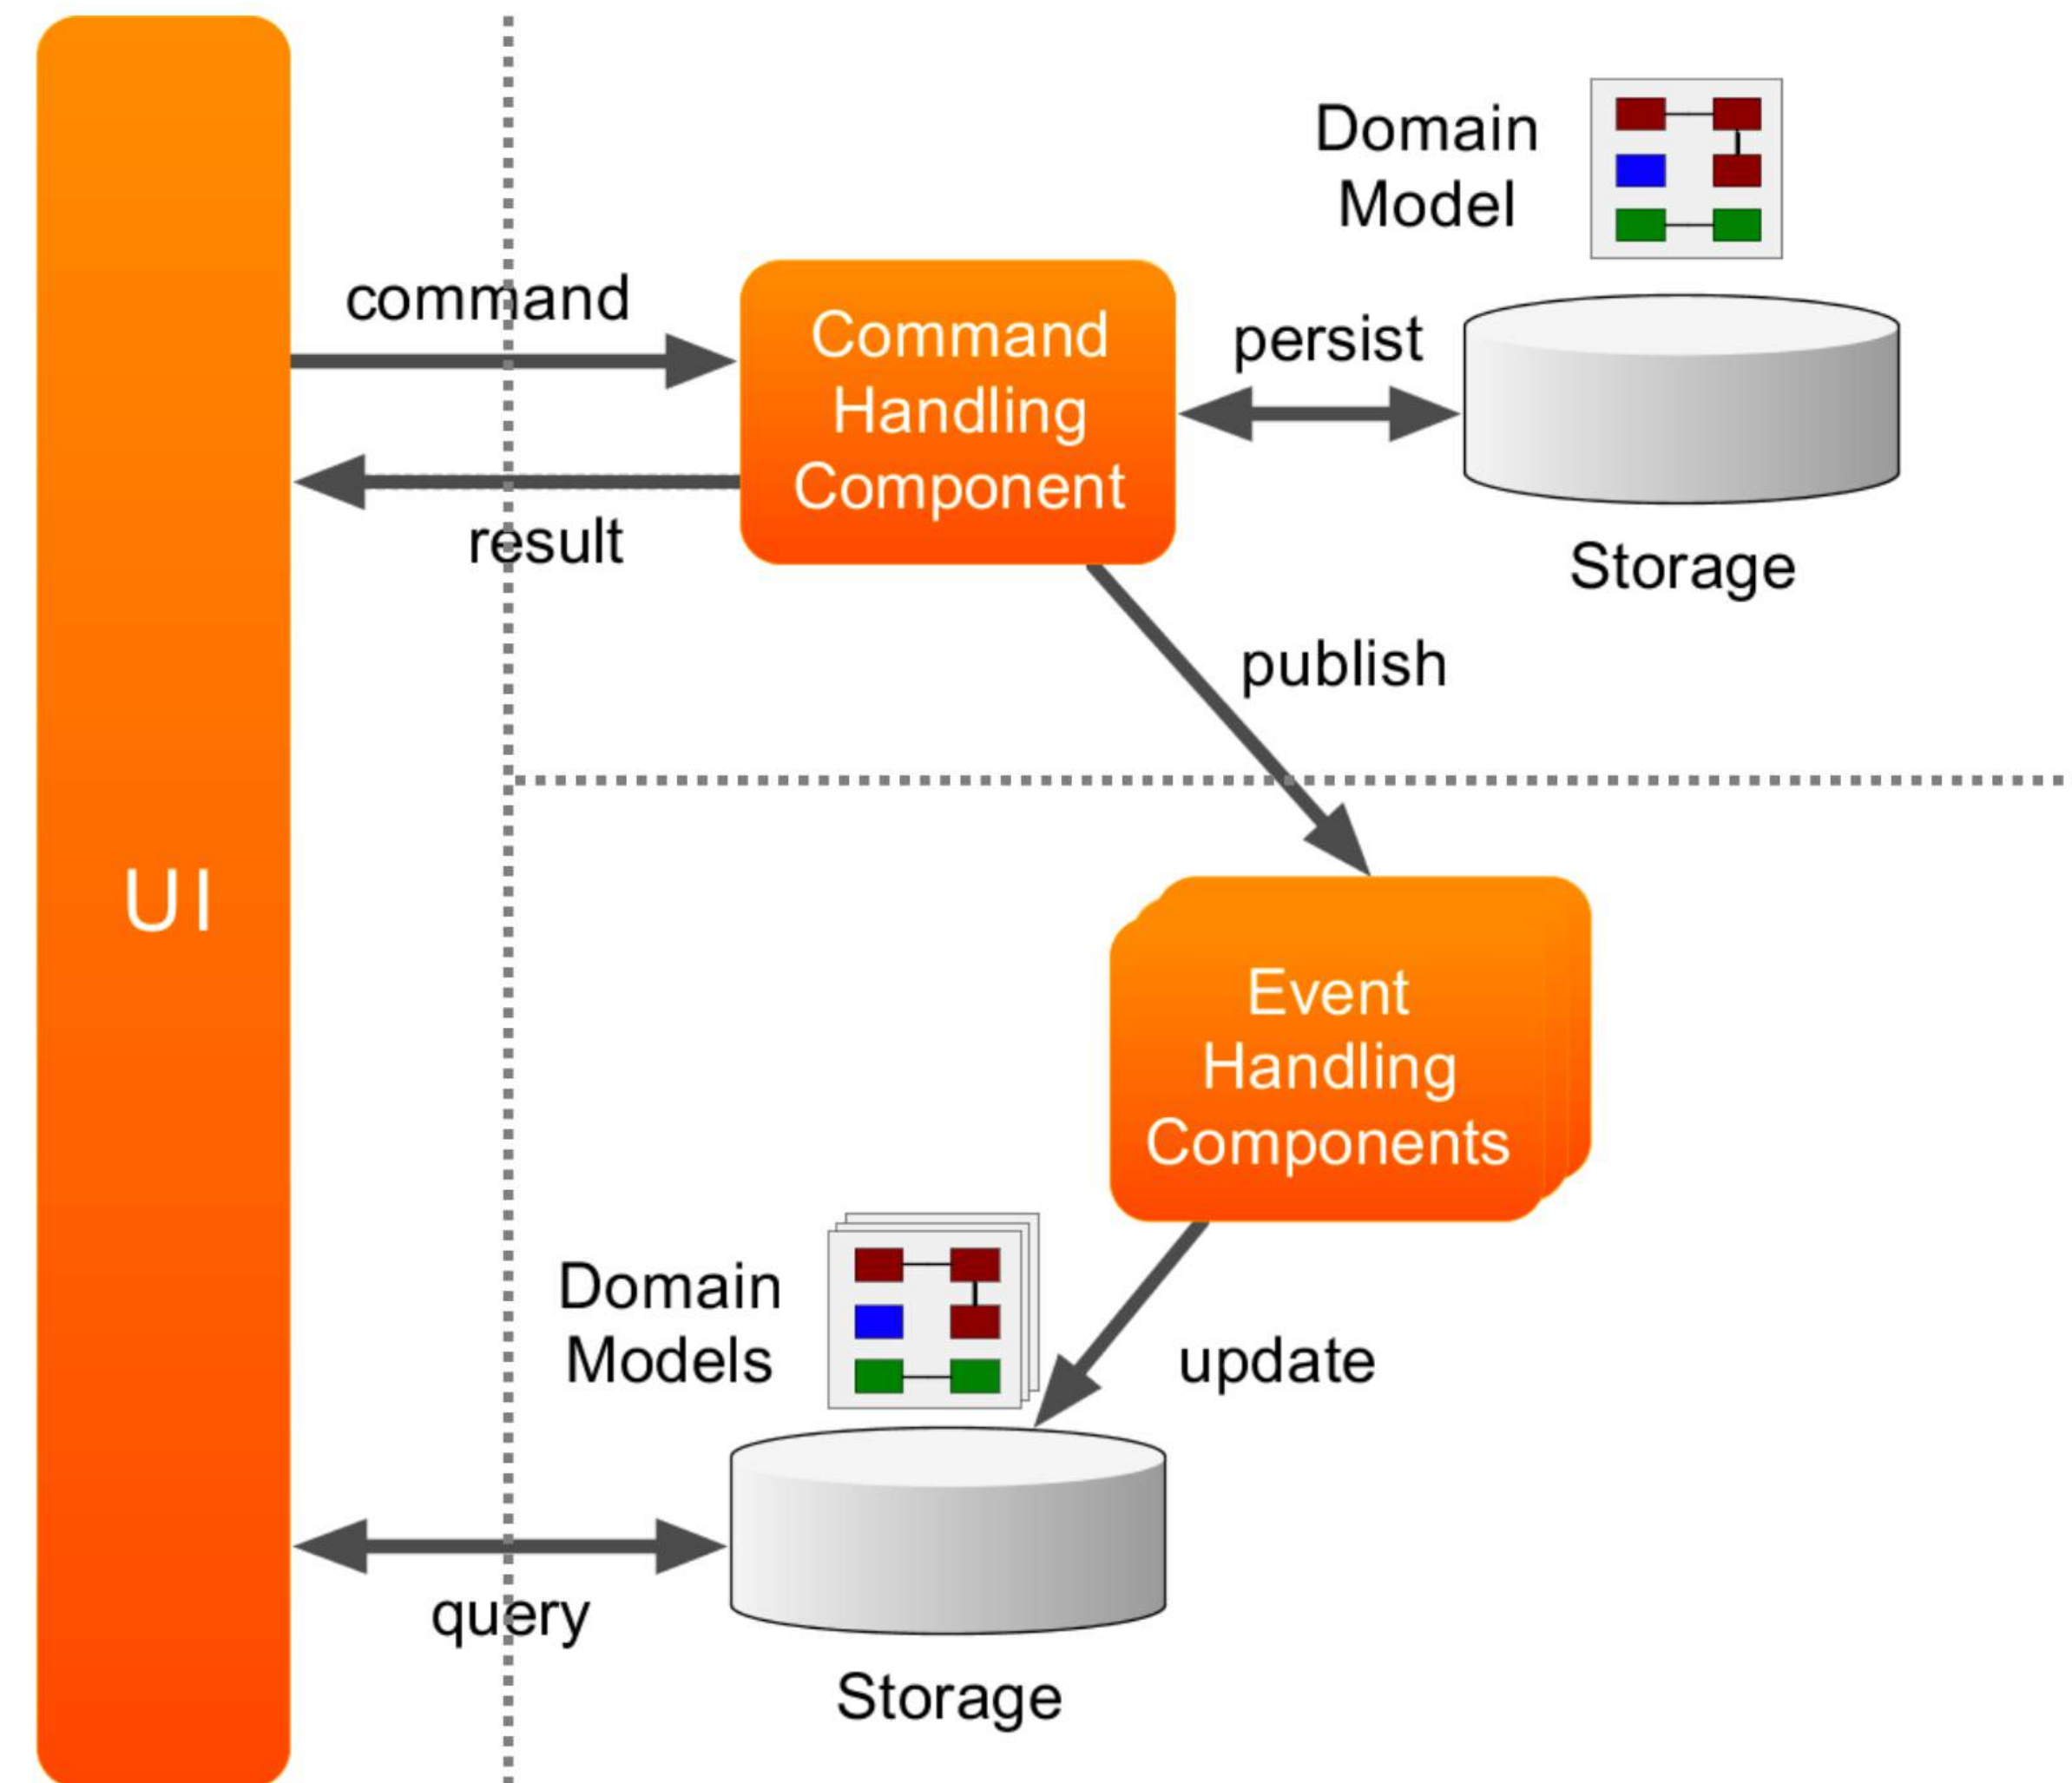 UI
command
result
Command
Handling
Component
persist
Domain
Model
Storage
publish
Event
Handling
Components
update
Domain
Models
query
Storage